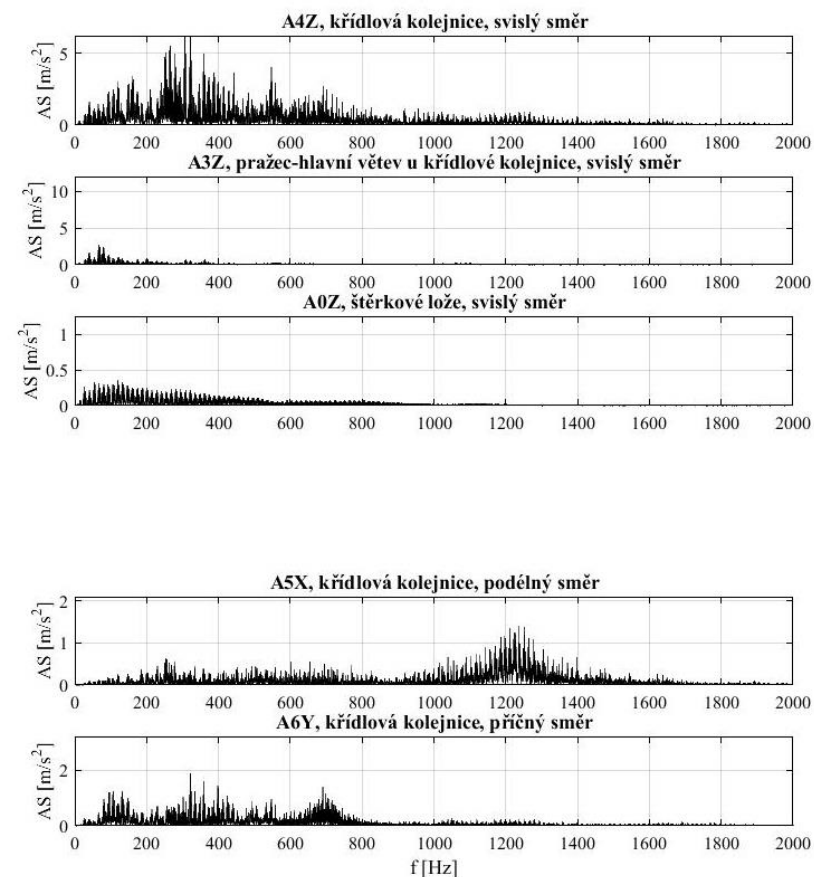 A4Z, křídlová kolejnice, svislý směr
AS [m/s²]
5
0
0 200 400 600 800 1000 1200 1400 1600 1800 2000
A3Z, pražec-hlavní větev u křídlové kolejnice, svislý směr
AS [m/s²]
10
5
0
0 200 400 600 800 1000 1200 1400 1600 1800 2000
A0Z, štěrkové lože, svislý směr
AS [m/s²]
1
0.5
0
0 200 400 600 800 1000 1200 1400 1600 1800 2000
A5X, křídlová kolejnice, podélný směr
AS [m/s²]
2
1
0
0 200 400 600 800 1000 1200 1400 1600 1800 2000
A6Y, křídlová kolejnice, příčný směr
AS [m/s²]
2
0
0 200 400 600 800 1000 1200 1400 1600 1800 2000
f [Hz]